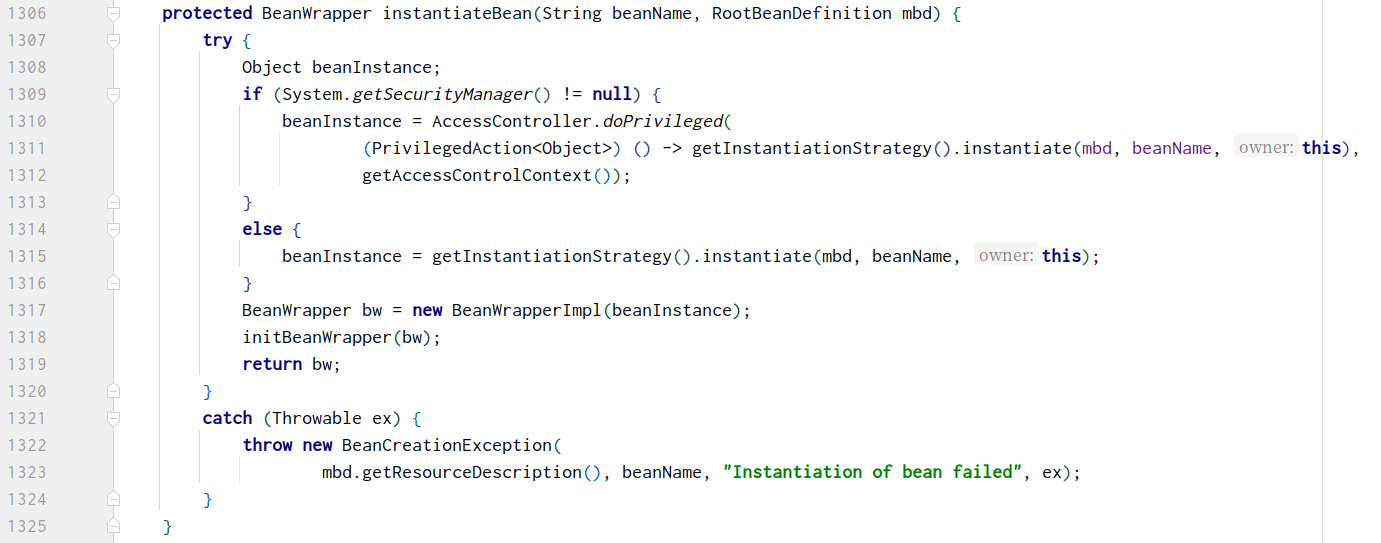 1306 protected BeanWrapper instantiateBean(String beanName, RootBeanDefinition mbd) {
1307 try {
1308 Object beanInstance;
1309 if (System.getSecurityManager() != null) {
1310 beanInstance = AccessController.doPrivileged(
1311 (PrivilegedAction<Object>) () -> getInstantiationStrategy().instantiate(mbd, beanName, owner: this),
1312 getAccessControlContext());
1313 }
1314 else {
1315 beanInstance = getInstantiationStrategy().instantiate(mbd, beanName, owner: this);
1316 }
1317 BeanWrapper bw = new BeanWrapperImpl(beanInstance);
1318 initBeanWrapper(bw);
1319 return bw;
1320 }
1321 catch (Throwable ex) {
1322 throw new BeanCreationException(
1323 mbd.getResourceDescription(), beanName, "Instantiation of bean failed", ex);
1324 }
1325 }